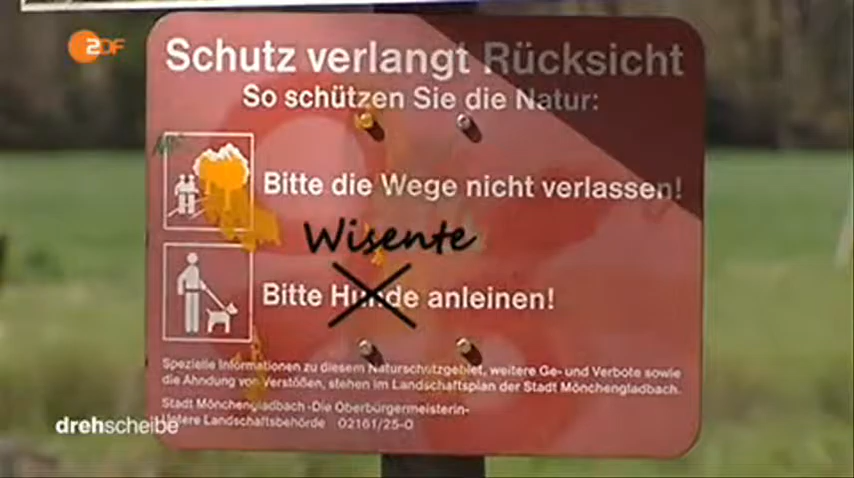 ZDF
Schutz verlangt Rücksicht
So schützen Sie die Natur:
Bitte die Wege nicht verlassen!
Wisente
Bitte Hunde anleinen!
Spezielle Informationen zu diesem Naturschutzgebiet, weitere Ge- und Verbote sowie
die Ahndung von Verstößen, stehen im Landschaftsplan der Stadt Mönchengladbach.
Stadt Mönchengladbach-Die Oberbürgermeisterin-
Untere Landschaftsbehörde 02161/25-0
drehscheibe